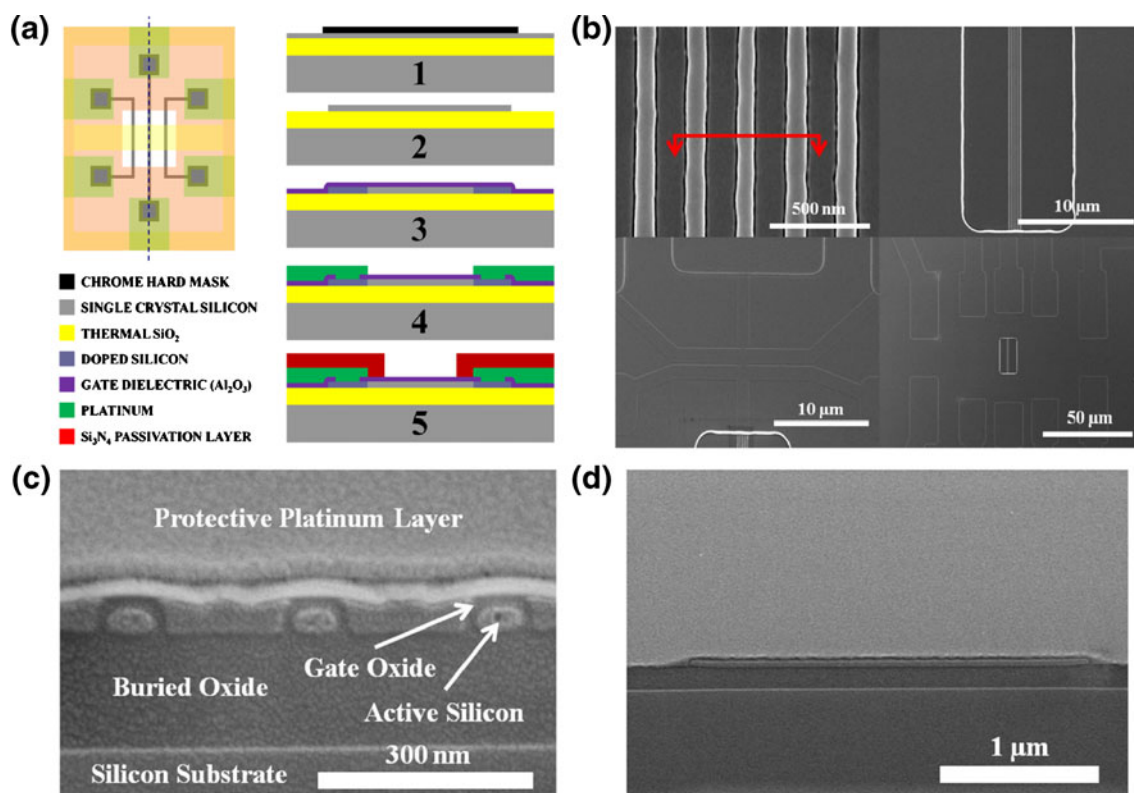 (a)
1
2
3
4
5
CHROME HARD MASK
SINGLE CRYSTAL SILICON
THERMAL SiO₂
DOPED SILICON
GATE DIELECTRIC (Al₂O₃)
PLATINUM
Si₃N₄ PASSIVATION LAYER
(b)
500 nm
10 μm
10 μm
50 μm
(c)
Protective Platinum Layer
Gate Oxide
Buried Oxide
Active Silicon
300 nm
Silicon Substrate
(d)
1 μm